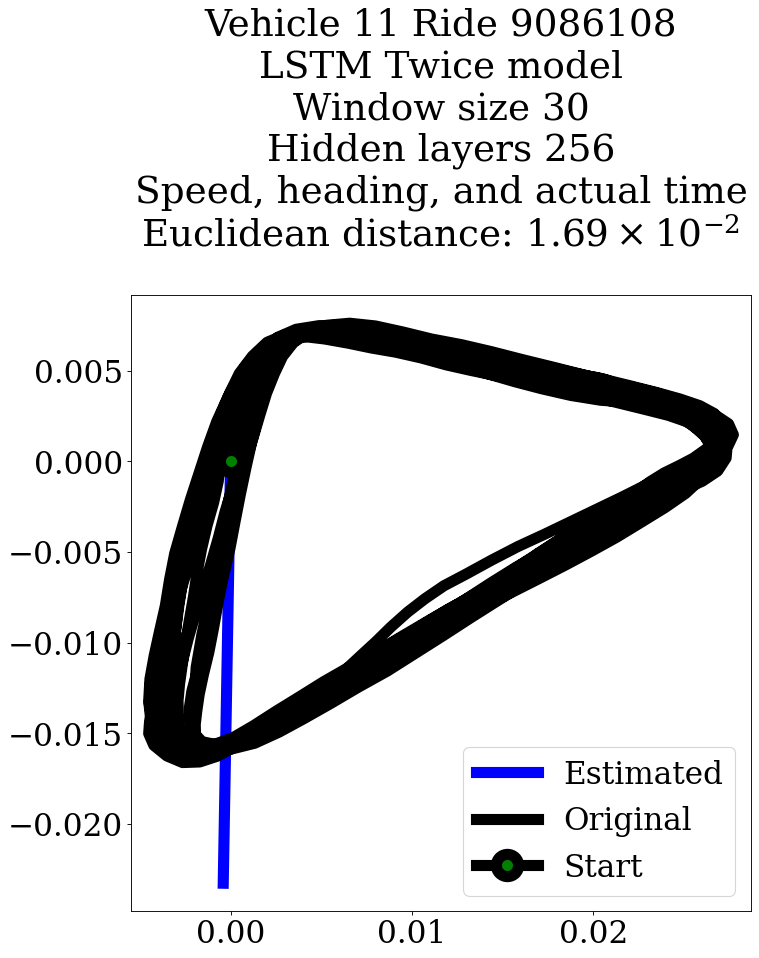 Vehicle 11 Ride 9086108
LSTM Twice model
Window size 30
Hidden layers 256
Speed, heading, and actual time
Euclidean distance: 1.69 × 10⁻²
0.005
0.000
−0.005
−0.010
−0.015
−0.020
Estimated
Original
Start
0.00 0.01 0.02